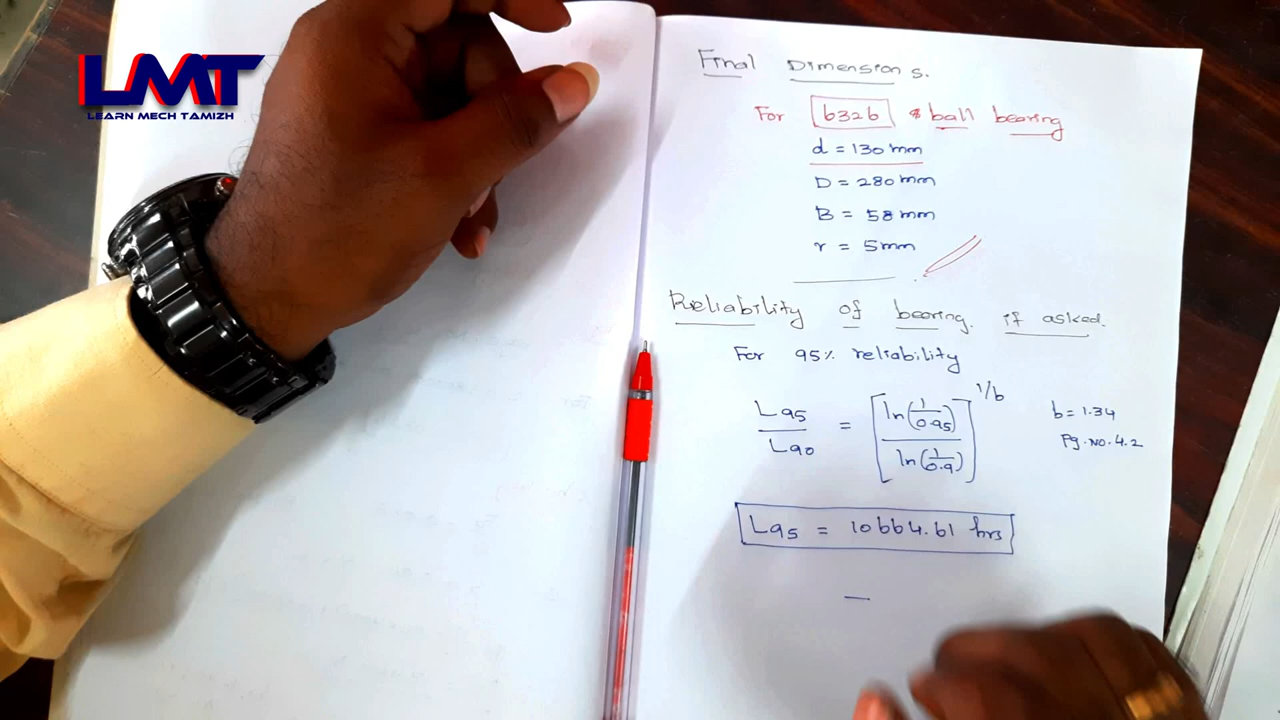 LMT
LEARN MECH TAMIZH
Final Dimensions.
For 6326 ball bearing
d = 130 mm
D = 280 mm
B = 58 mm
r = 5 mm
Reliability of bearing. if asked.
For 95% reliability
L95 / L90 = [ln(1/0.95) / ln(1/0.9)]^1/b b = 1.34
Pg. No. 4.2
L95 = 10664.61 hrs